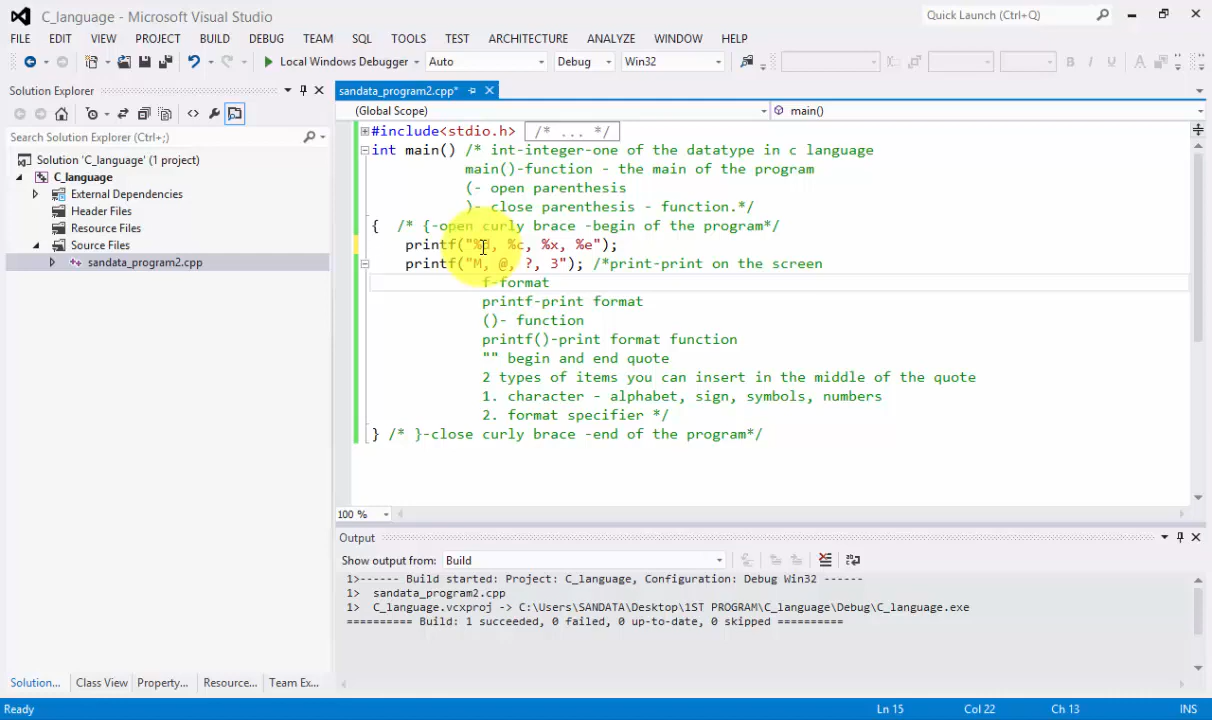 C_language - Microsoft Visual Studio
Quick Launch (Ctrl+Q)
FILE EDIT VIEW PROJECT BUILD DEBUG TEAM SQL TOOLS TEST ARCHITECTURE ANALYZE WINDOW HELP
Local Windows Debugger Auto Debug Win32
Solution Explorer
Search Solution Explorer (Ctrl+;)
Solution 'C_language' (1 project)
C_language
External Dependencies
Header Files
Resource Files
Source Files
sandata_program2.cpp
Solution... Class View Property... Resource... Team Ex...
sandata_program2.cpp*
(Global Scope) main()
#include<stdio.h> /* ... */
int main() /* int-integer-one of the datatype in c language
main()-function - the main of the program
(- open parenthesis
)- close parenthesis - function.*/
{ /* {-open curly brace -begin of the program*/
printf("%d, %c, %x, %e");
printf("M, @, ?, 3"); /*print-print on the screen
f-format
printf-print format
()- function
printf()-print format function
"" begin and end quote
2 types of items you can insert in the middle of the quote
1. character - alphabet, sign, symbols, numbers
2. format specifier */
} /* }-close curly brace -end of the program*/
100 %
Output
Show output from: Build
1>------ Build started: Project: C_language, Configuration: Debug Win32 ------
1> sandata_program2.cpp
1> C_language.vcxproj -> C:\Users\SANDATA\Desktop\1ST PROGRAM\C_language\Debug\C_language.exe
========== Build: 1 succeeded, 0 failed, 0 up-to-date, 0 skipped ==========
Ready Ln 15 Col 22 Ch 13 INS